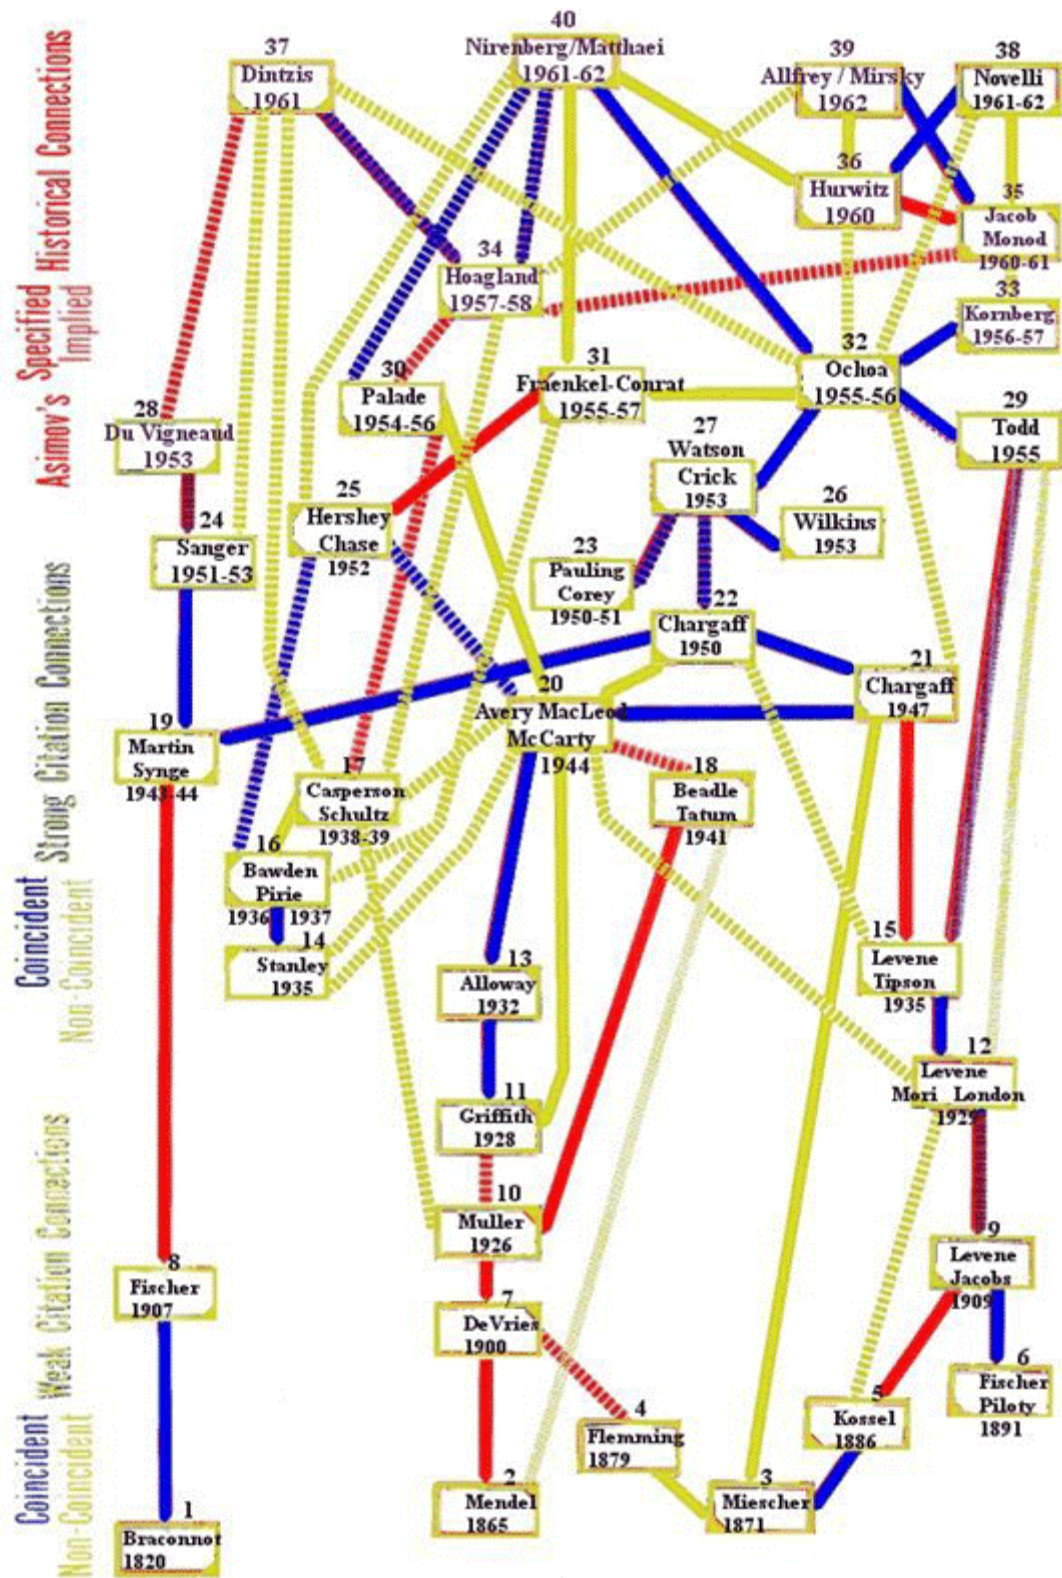 Asimov's Specified Historical Connections
Implied
Coincident Strong Citation Connections
Non-Coincident
Coincident Weak Citation Connections
Non-Coincident
40
Nirenberg/Matthaei
1961-62
37
Dintzis
1961
39
Allfrey / Mirsky
1962
38
Novelli
1961-62
36
Hurwitz
1960
35
Jacob
Monod
1960-61
34
Hoagland
1957-58
33
Kornberg
1956-57
32
Ochoa
1955-56
31
Fraenkel-Conrat
1955-57
30
Palade
1954-56
29
Todd
1955
28
Du Vigneaud
1953
27
Watson
Crick
1953
26
Wilkins
1953
25
Hershey
Chase
1952
24
Sanger
1951-53
23
Pauling
Corey
1950-51
22
Chargaff
1950
21
Chargaff
1947
20
Avery MacLeod
McCarty
1944
19
Martin
Synge
1943-44
18
Beadle
Tatum
1941
17
Casperson
Schultz
1938-39
16
Bawden
Pirie
1936 1937
15
Levene
Tipson
1935
14
Stanley
1935
13
Alloway
1932
12
Levene
Mori London
1929
11
Griffith
1928
10
Muller
1926
9
Levene
Jacobs
1909
8
Fischer
1907
7
DeVries
1900
6
Fischer
Piloty
1891
5
Kossel
1886
4
Flemming
1879
3
Miescher
1871
2
Mendel
1865
1
Braconnot
1820